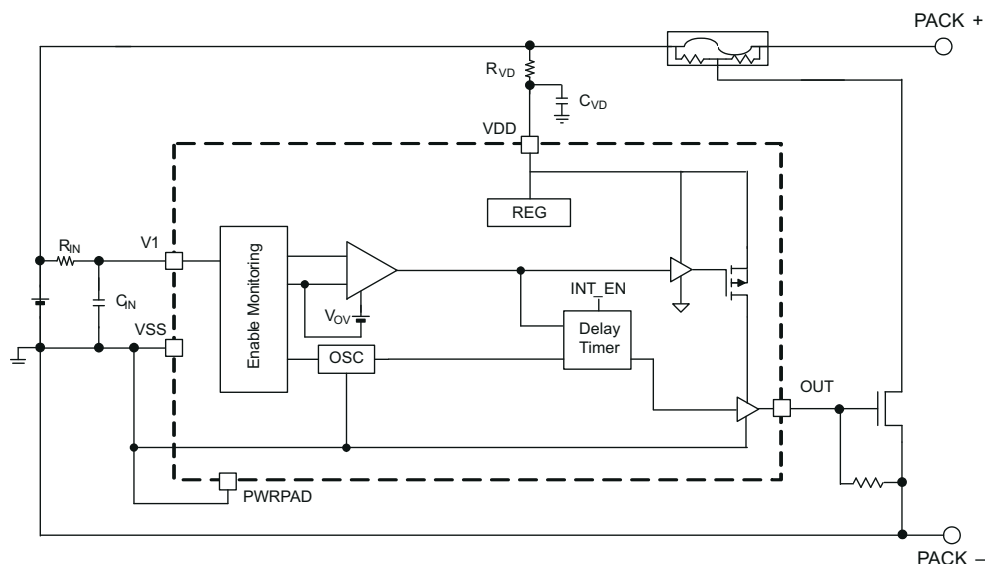 PACK +
RVD
CVD
VDD
REG
RIN
V1
CIN
Enable Monitoring
INT_EN
VOV
Delay
Timer
VSS
OSC
OUT
PWRPAD
PACK –